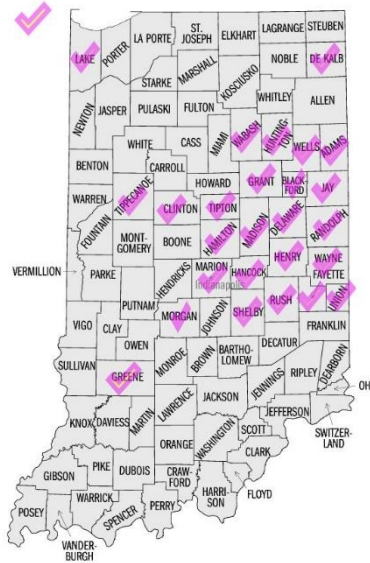 LA PORTE
ST.
JOSEPH
ELKHART
LAGRANGE
STEUBEN
LAKE
PORTER
NOBLE
DE KALB
STARKE
MARSHALL
KOSCIUSKO
WHITLEY
ALLEN
NEWTON
JASPER
PULASKI
FULTON
WABASH
HUNTING-
TON
WELLS
ADAMS
WHITE
CASS
MIAMI
BENTON
CARROLL
HOWARD
GRANT
BLACK-
FORD
JAY
WARREN
TIPPECANOE
CLINTON
TIPTON
FOUNTAIN
MONT-
GOMERY
BOONE
HAMILTON
MADISON
DELAWARE
RANDOLPH
VERMILLION
PARKE
HENDRICKS
MARION
Indianapolis
HANCOCK
HENRY
WAYNE
FAYETTE
UNION
PUTNAM
MORGAN
JOHNSON
SHELBY
RUSH
FRANKLIN
VIGO
CLAY
OWEN
MONROE
BROWN
BARTHO-
LOMEW
DECATUR
SULLIVAN
GREENE
JACKSON
JENNINGS
RIPLEY
DEARBORN
OH
KNOX
DAVIESS
MARTIN
LAWRENCE
JEFFERSON
SWITZER-
LAND
ORANGE
WASHINGTON
SCOTT
CLARK
GIBSON
PIKE
DUBOIS
CRAW-
FORD
HARRI-
SON
FLOYD
POSEY
WARRICK
SPENCER
PERRY
VANDER-
BURGH